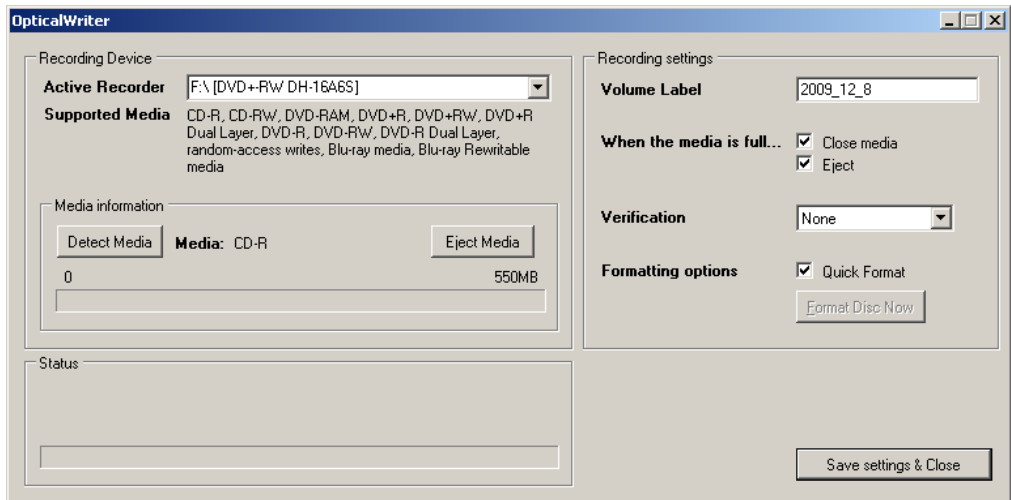 OpticalWriter
Recording Device
Active Recorder F:\ [DVD+-RW DH-16A6S]
Supported Media CD-R, CD-RW, DVD-RAM, DVD+R, DVD+RW, DVD+R
Dual Layer, DVD-R, DVD-RW, DVD-R Dual Layer,
random-access writes, Blu-ray media, Blu-ray Rewritable
media
Media information
Detect Media Media: CD-R Eject Media
0 550MB
Status
Recording settings
Volume Label 2009_12_8
When the media is full... Close media
Eject
Verification None
Formatting options Quick Format
Format Disc Now
Save settings & Close